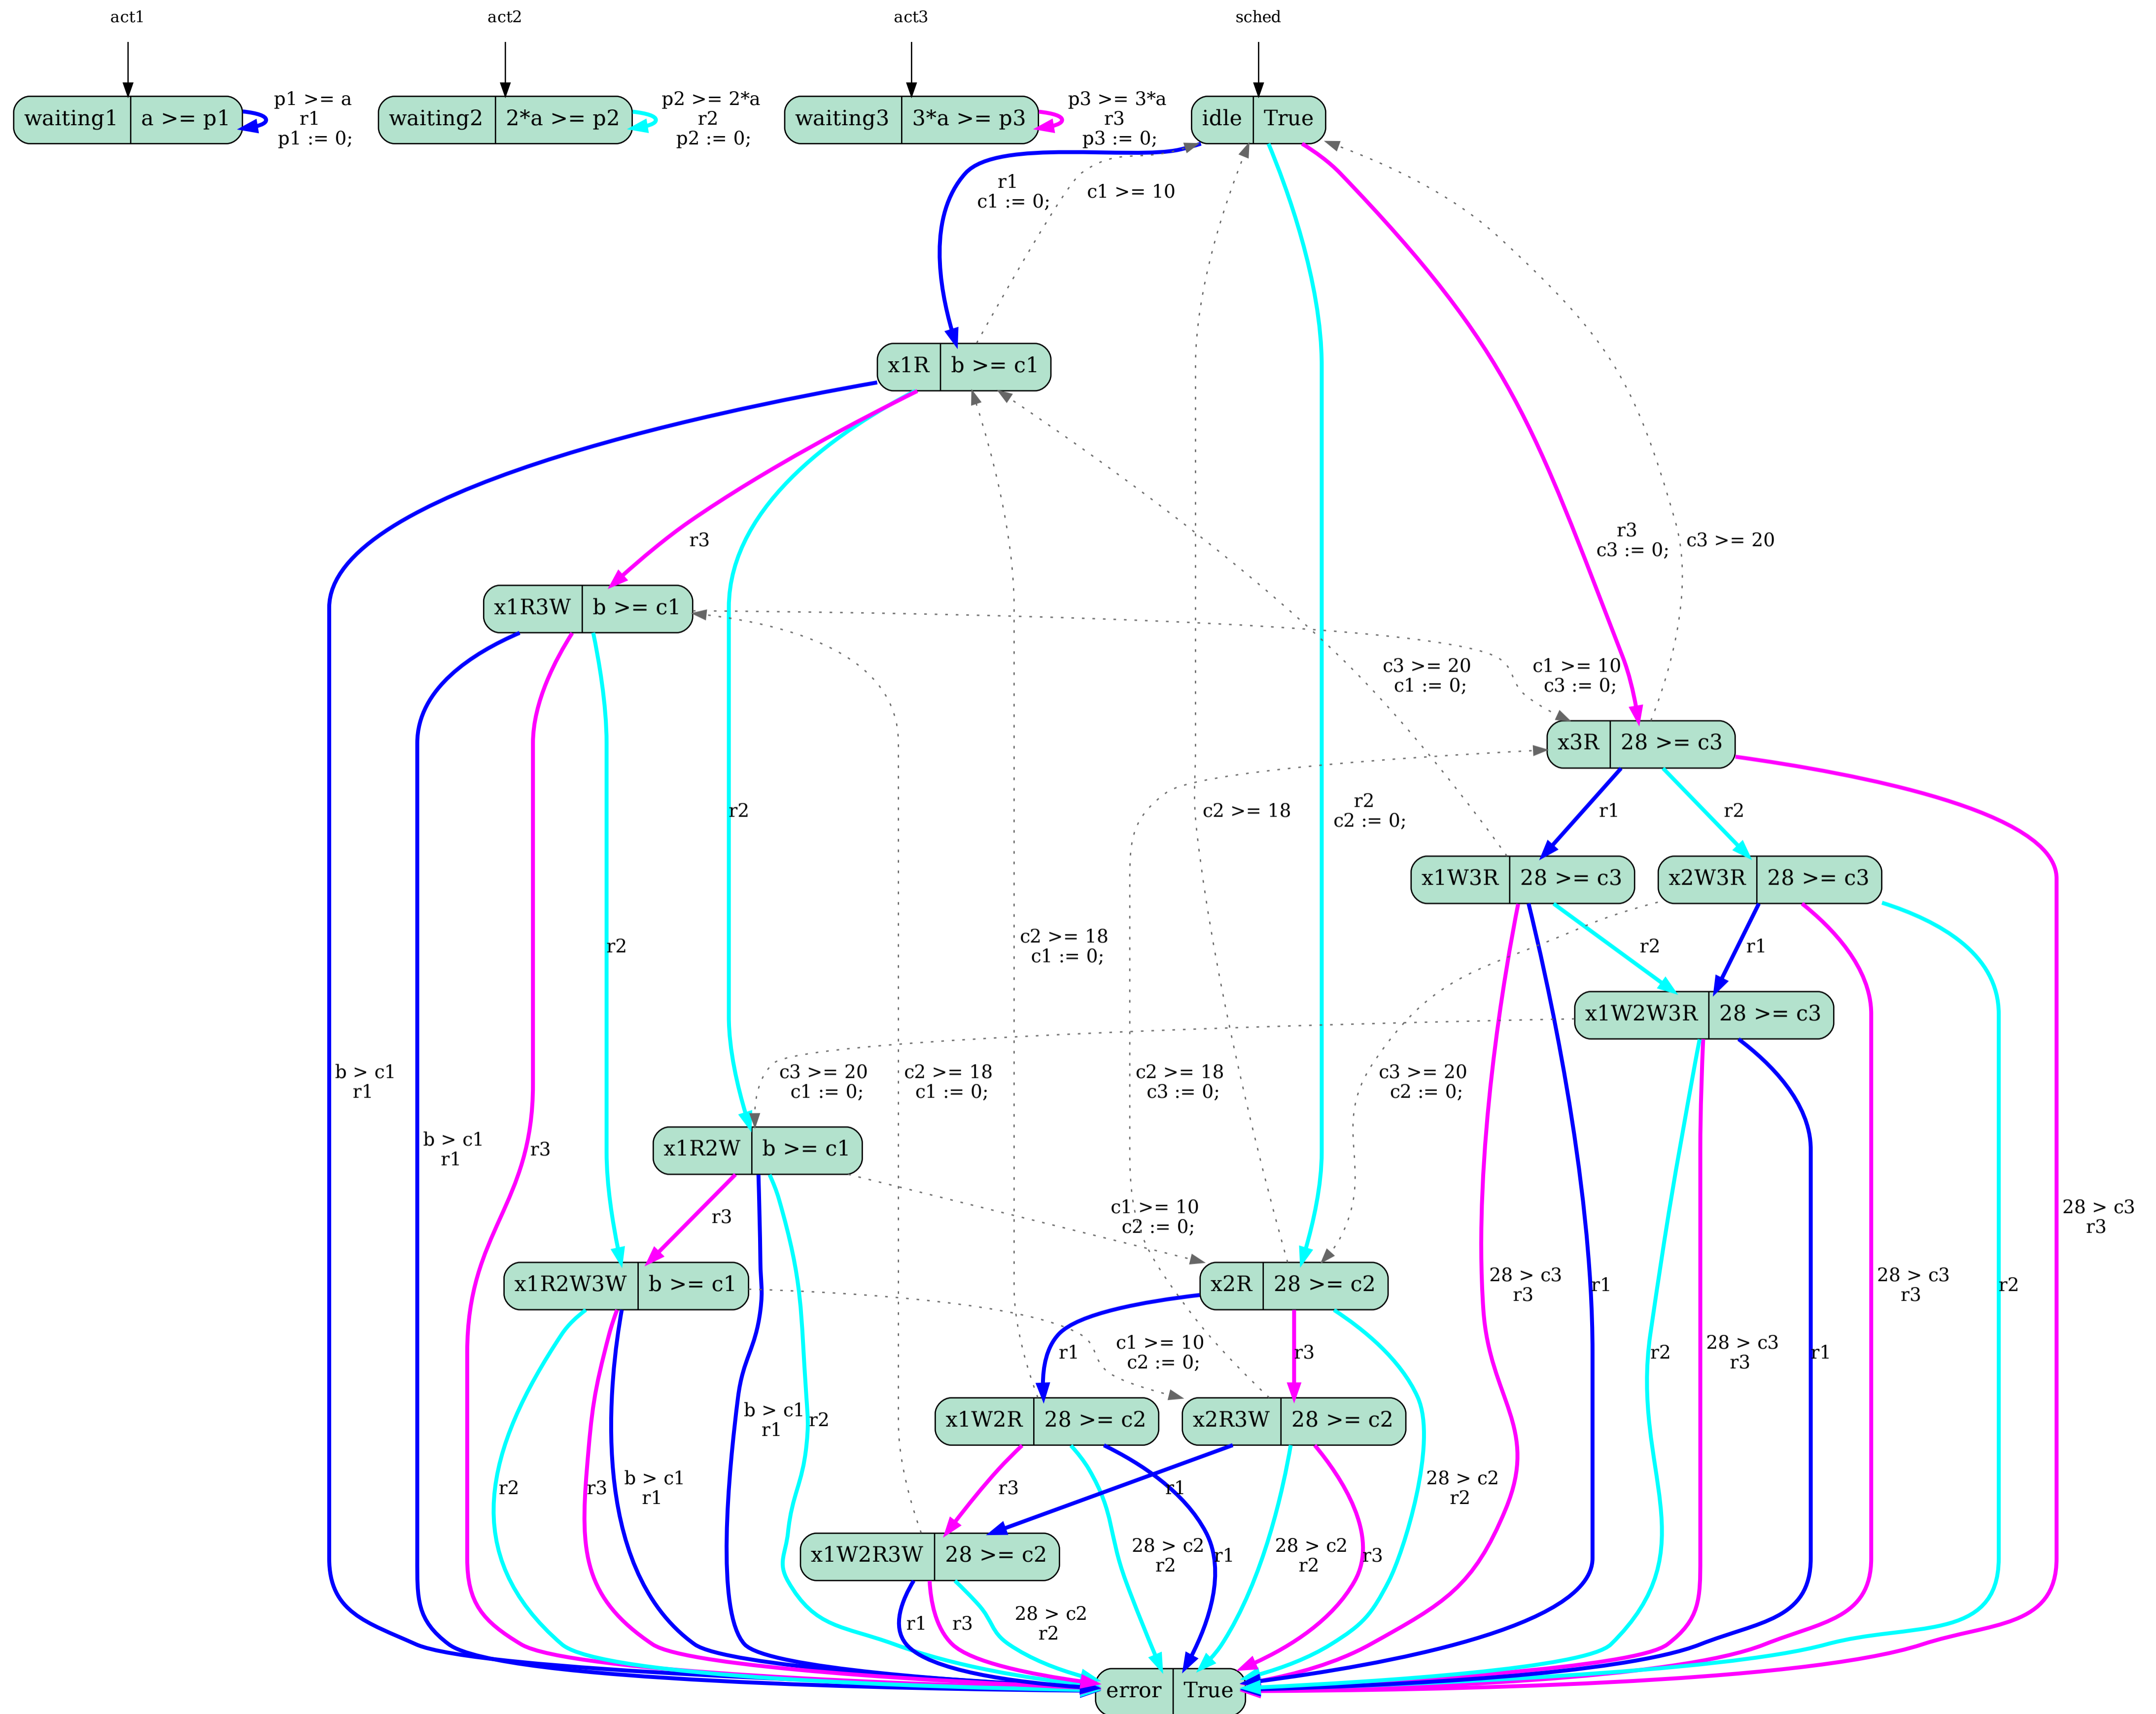 act1
act2
act3
sched
waiting1
a >= p1
p1 >= a
r1
p1 := 0;
waiting2
2*a >= p2
p2 >= 2*a
r2
p2 := 0;
waiting3
3*a >= p3
p3 >= 3*a
r3
p3 := 0;
idle
True
r1
c1 := 0;
c1 >= 10
x1R
b >= c1
r3
r3
c3 := 0;
c3 >= 20
x1R3W
b >= c1
c3 >= 20
c1 := 0;
c1 >= 10
c3 := 0;
x3R
28 >= c3
r2
c2 >= 18
r2
c2 := 0;
r1
r2
x1W3R
28 >= c3
x2W3R
28 >= c3
r2
c2 >= 18
c1 := 0;
r2
r1
x1W2W3R
28 >= c3
b > c1
r1
c3 >= 20
c1 := 0;
c2 >= 18
c1 := 0;
c2 >= 18
c3 := 0;
c3 >= 20
c2 := 0;
b > c1
r1
r3
x1R2W
b >= c1
r3
c1 >= 10
c2 := 0;
28 > c3
r3
x1R2W3W
b >= c1
x2R
28 >= c2
28 > c3
r3
r1
28 > c3
r3
r2
r1
r3
c1 >= 10
c2 := 0;
r2
28 > c3
r3
r1
b > c1
r1
r2
x1W2R
28 >= c2
x2R3W
28 >= c2
r2
r3
b > c1
r1
r3
r1
28 > c2
r2
x1W2R3W
28 >= c2
28 > c2
r2
r1
28 > c2
r2
r3
r1
r3
28 > c2
r2
error
True